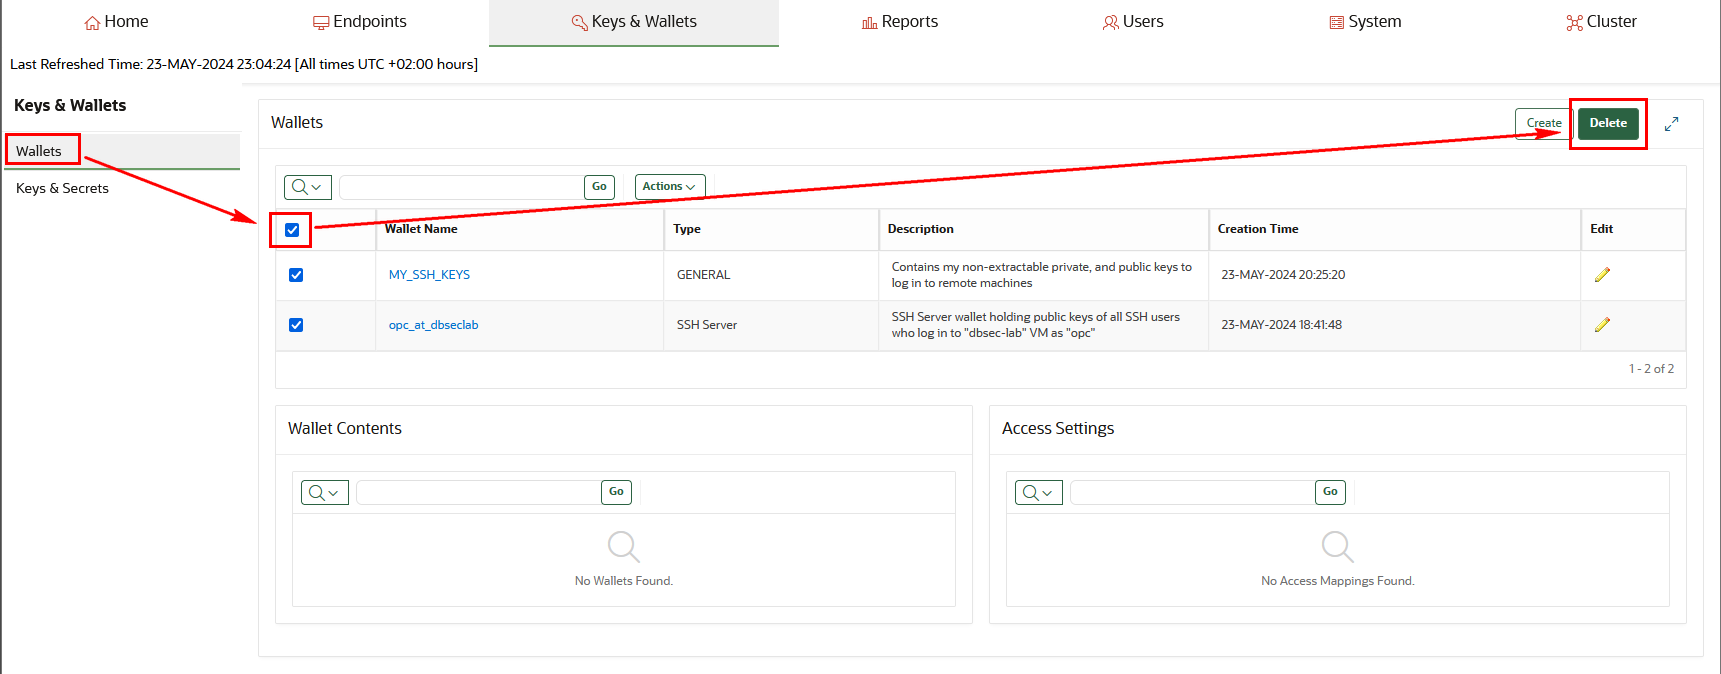 Home Endpoints Keys & Wallets Reports Users System Cluster
Last Refreshed Time: 23-MAY-2024 23:04:24 [All times UTC +02:00 hours]
Keys & Wallets
Wallets
Keys & Secrets
Wallets
Create Delete
Go Actions
Wallet Name Type Description Creation Time Edit
MY_SSH_KEYS GENERAL Contains my non-extractable private, and public keys to 23-MAY-2024 20:25:20
log in to remote machines
opc_at_dbseclab SSH Server SSH Server wallet holding public keys of all SSH users 23-MAY-2024 18:41:48
who log in to "dbsec-lab" VM as "opc"
1 - 2 of 2
Wallet Contents
Go
No Wallets Found.
Access Settings
Go
No Access Mappings Found.